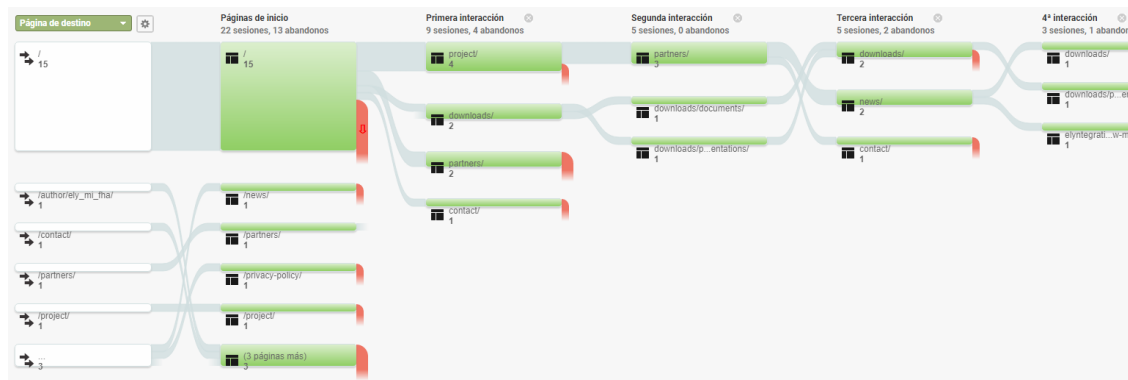 Página de destino
Páginas de inicio
22 sesiones, 13 abandonos
Primera interacción
9 sesiones, 4 abandonos
Segunda interacción
5 sesiones, 0 abandonos
Tercera interacción
5 sesiones, 2 abandonos
4ª interacción
3 sesiones, 1 abandon
/
15
/author/ely_mi_fha/
1
/contact/
1
/partners/
1
/project/
1
...
3
/
15
/news/
1
/partners/
1
/privacy-policy/
1
/project/
1
(3 páginas más)
3
project/
4
downloads/
2
partners/
2
contact/
1
partners/
3
downloads/documents/
1
downloads/p...entations/
1
downloads/
2
news/
2
contact/
1
downloads/
1
downloads/p...en
1
elyntegrati...w-m
1